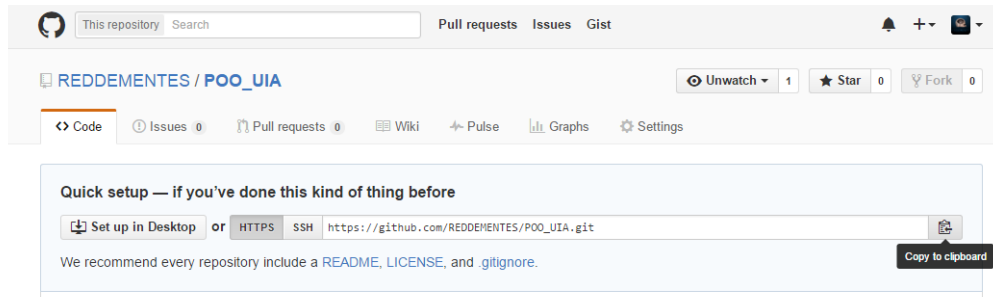 This repository Search Pull requests Issues Gist
REDDEMENTES / POO_UIA Unwatch 1 Star 0 Fork 0
Code Issues 0 Pull requests 0 Wiki Pulse Graphs Settings
Quick setup — if you’ve done this kind of thing before
Set up in Desktop or HTTPS SSH https://github.com/REDDEMENTES/POO_UIA.git
Copy to clipboard
We recommend every repository include a README, LICENSE, and .gitignore.